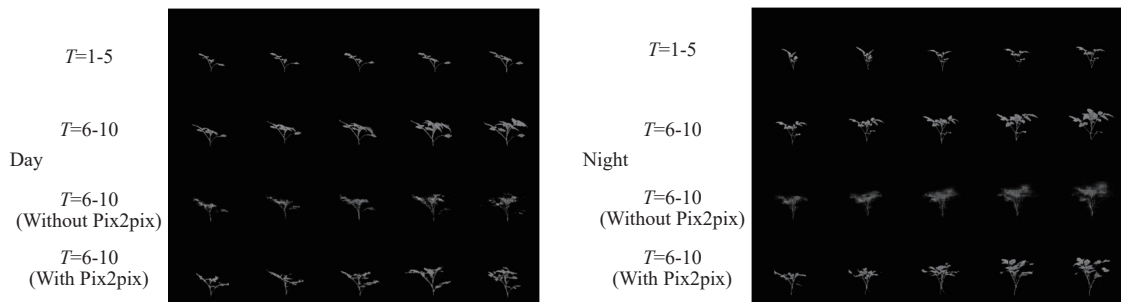 T=1-5
T=6-10
Day
T=6-10
(Without Pix2pix)
T=6-10
(With Pix2pix)
T=1-5
T=6-10
Night
T=6-10
(Without Pix2pix)
T=6-10
(With Pix2pix)